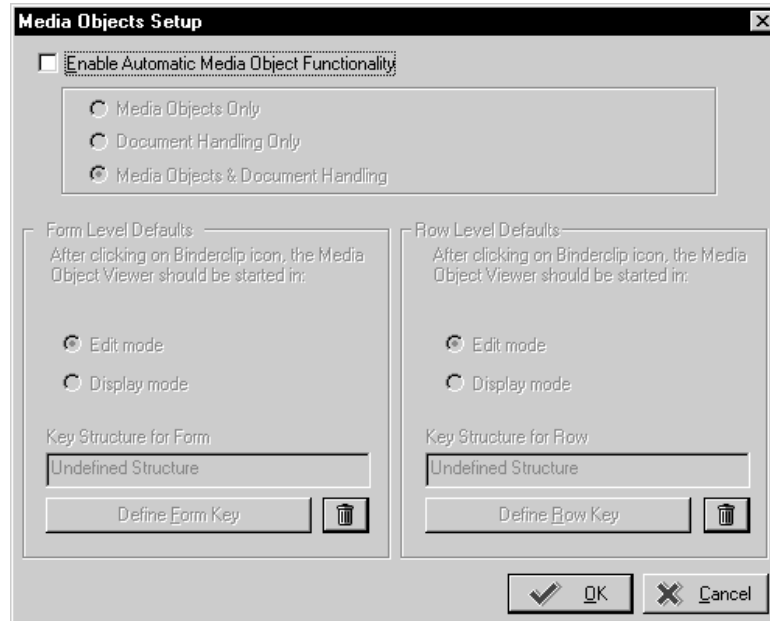 Media Objects Setup
Enable Automatic Media Object Functionality
Media Objects Only
Document Handling Only
Media Objects & Document Handling
Form Level Defaults
After clicking on Binderclip icon, the Media
Object Viewer should be started in:
Edit mode
Display mode
Key Structure for Form
Undefined Structure
Define Form Key
Row Level Defaults
After clicking on Binderclip icon, the Media
Object Viewer should be started in:
Edit mode
Display mode
Key Structure for Row
Undefined Structure
Define Row Key
OK
Cancel